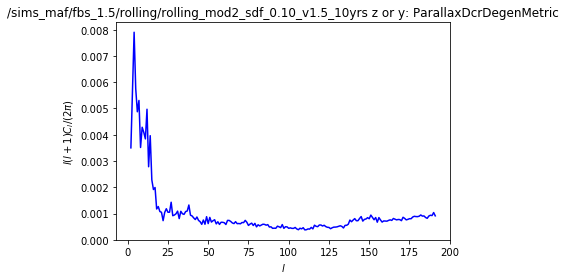 /sims_maf/fbs_1.5/rolling/rolling_mod2_sdf_0.10_v1.5_10yrs z or y: ParallaxDcrDegenMetric
0.008
0.007
0.006
0.005
0.004
0.003
0.002
0.001
0.000
l(l + 1)C_l/(2π)
0 25 50 75 100 125 150 175 200
l